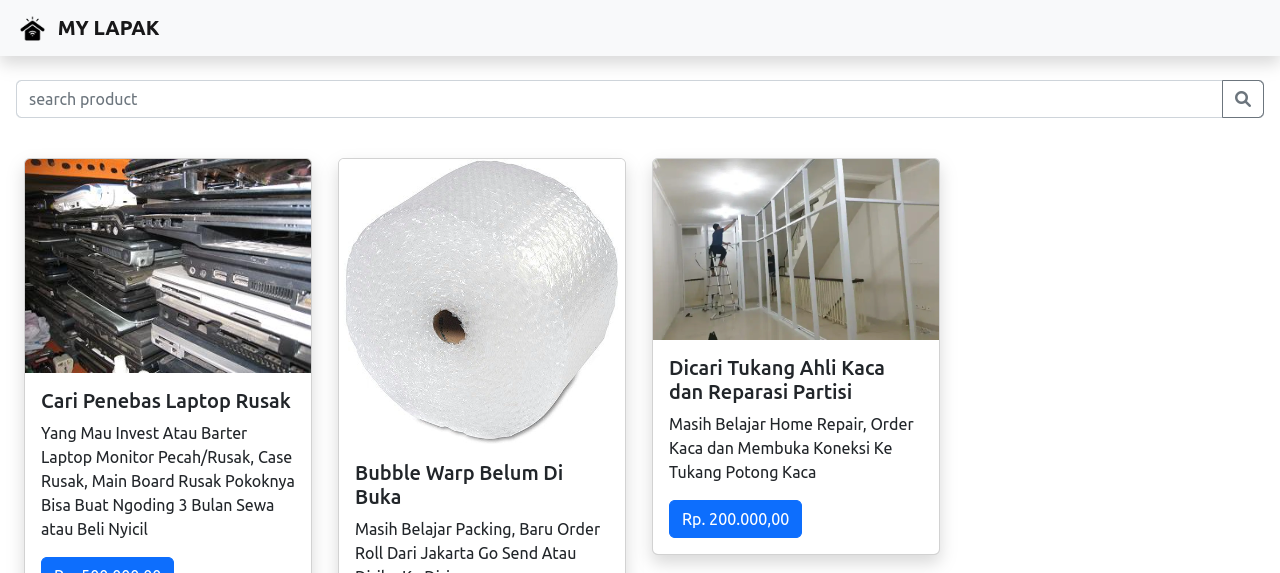 MY LAPAK
search product
Cari Penebas Laptop Rusak
Yang Mau Invest Atau Barter
Laptop Monitor Pecah/Rusak, Case
Rusak, Main Board Rusak Pokoknya
Bisa Buat Ngoding 3 Bulan Sewa
atau Beli Nyicil
Bubble Warp Belum Di
Buka
Masih Belajar Packing, Baru Order
Roll Dari Jakarta Go Send Atau
Dicari Tukang Ahli Kaca
dan Reparasi Partisi
Masih Belajar Home Repair, Order
Kaca dan Membuka Koneksi Ke
Tukang Potong Kaca
Rp. 200.000,00